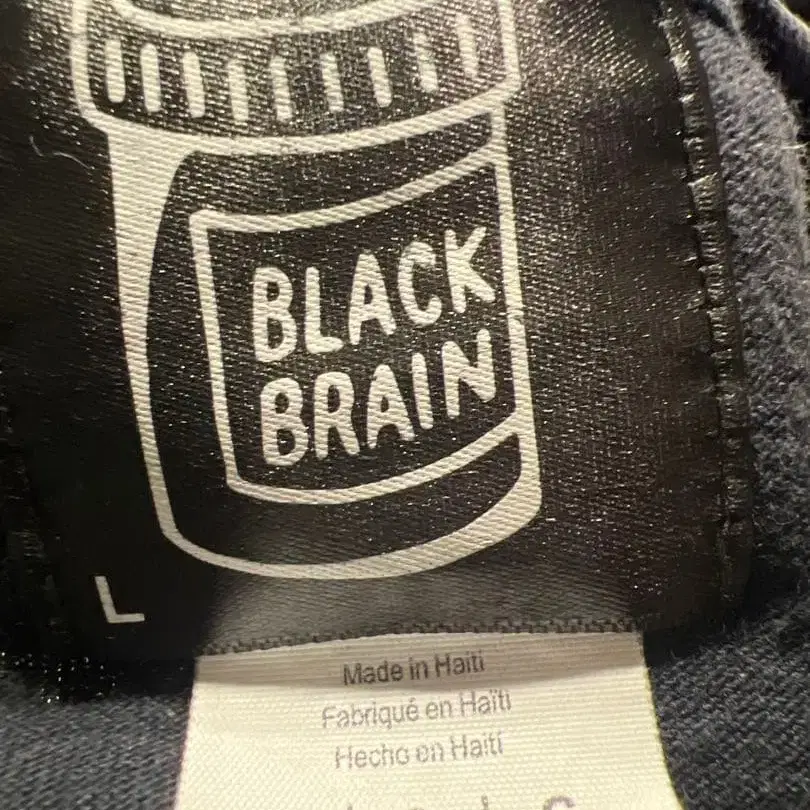 BLACK
BRAIN
L
Made in Haiti
Fabriqué en Haïti
Hecho en Haití